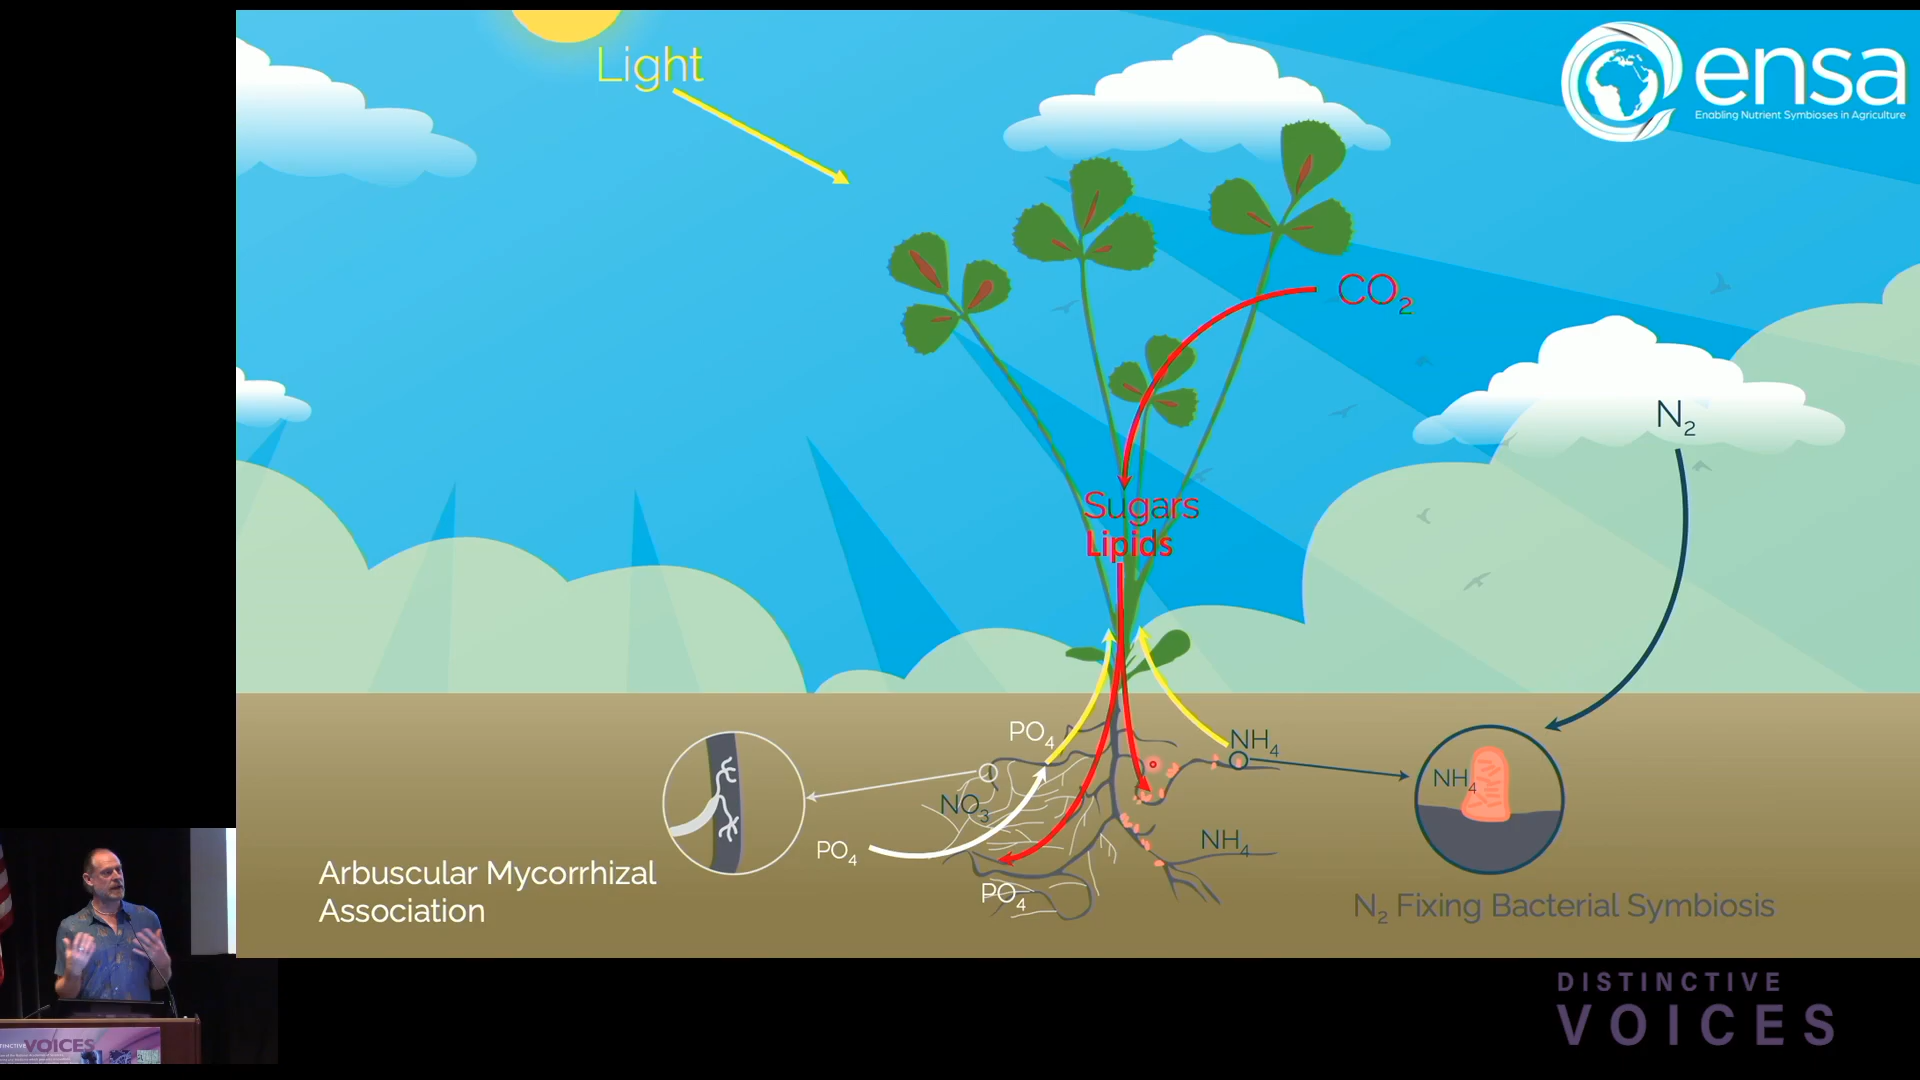 Light
ensa
Enabling Nutrient Symbioses in Agriculture
CO2
N2
Sugars
Lipids
PO4
NH4
NO3
NH4
PO4
NH4
PO4
Arbuscular Mycorrhizal
Association
N2 Fixing Bacterial Symbiosis
DISTINCTIVE
VOICES
VOICES